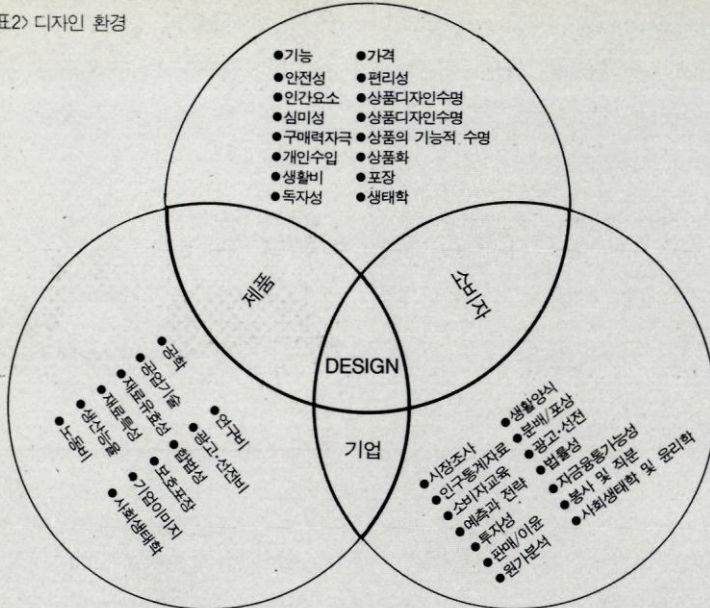 표2> 디자인 환경
●기능 ●가격
●안전성 ●편리성
●인간요소 ●상품디자인수명
●심미성 ●상품디자인수명
●구매력자극 ●상품의 기능적 수명
●개인수입 ●상품화
●생활비 ●포장
●독자성 ●생태학
제품
소비자
DESIGN
기업
●공학
●공업기술
●재료유효성
●재료특성
●생산능율
●노동비
●연구비
●광고·선전비
●합법성
●보호포장
●기업이미지
●사회생태학
●시장조사
●인구통계자료
●소비자교육
●예측과 전략
●투자성
●판매/이윤
●원가분석
●생활양식
●분배/포상
●광고·선전
●법률성
●자금융통가능성
●봉사 및 직분
●사회생태학 및 윤리학